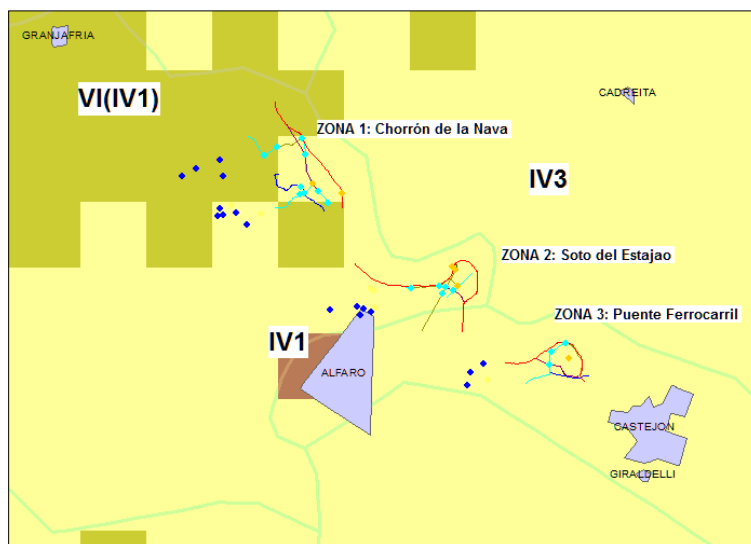 GRANJAFRIA
VI(IV1)
CADREITA
ZONA 1: Chorrón de la Nava
IV3
ZONA 2: Soto del Estajao
ZONA 3: Puente Ferrocarril
IV1
ALFARO
CASTEJON
GIRALDELLI